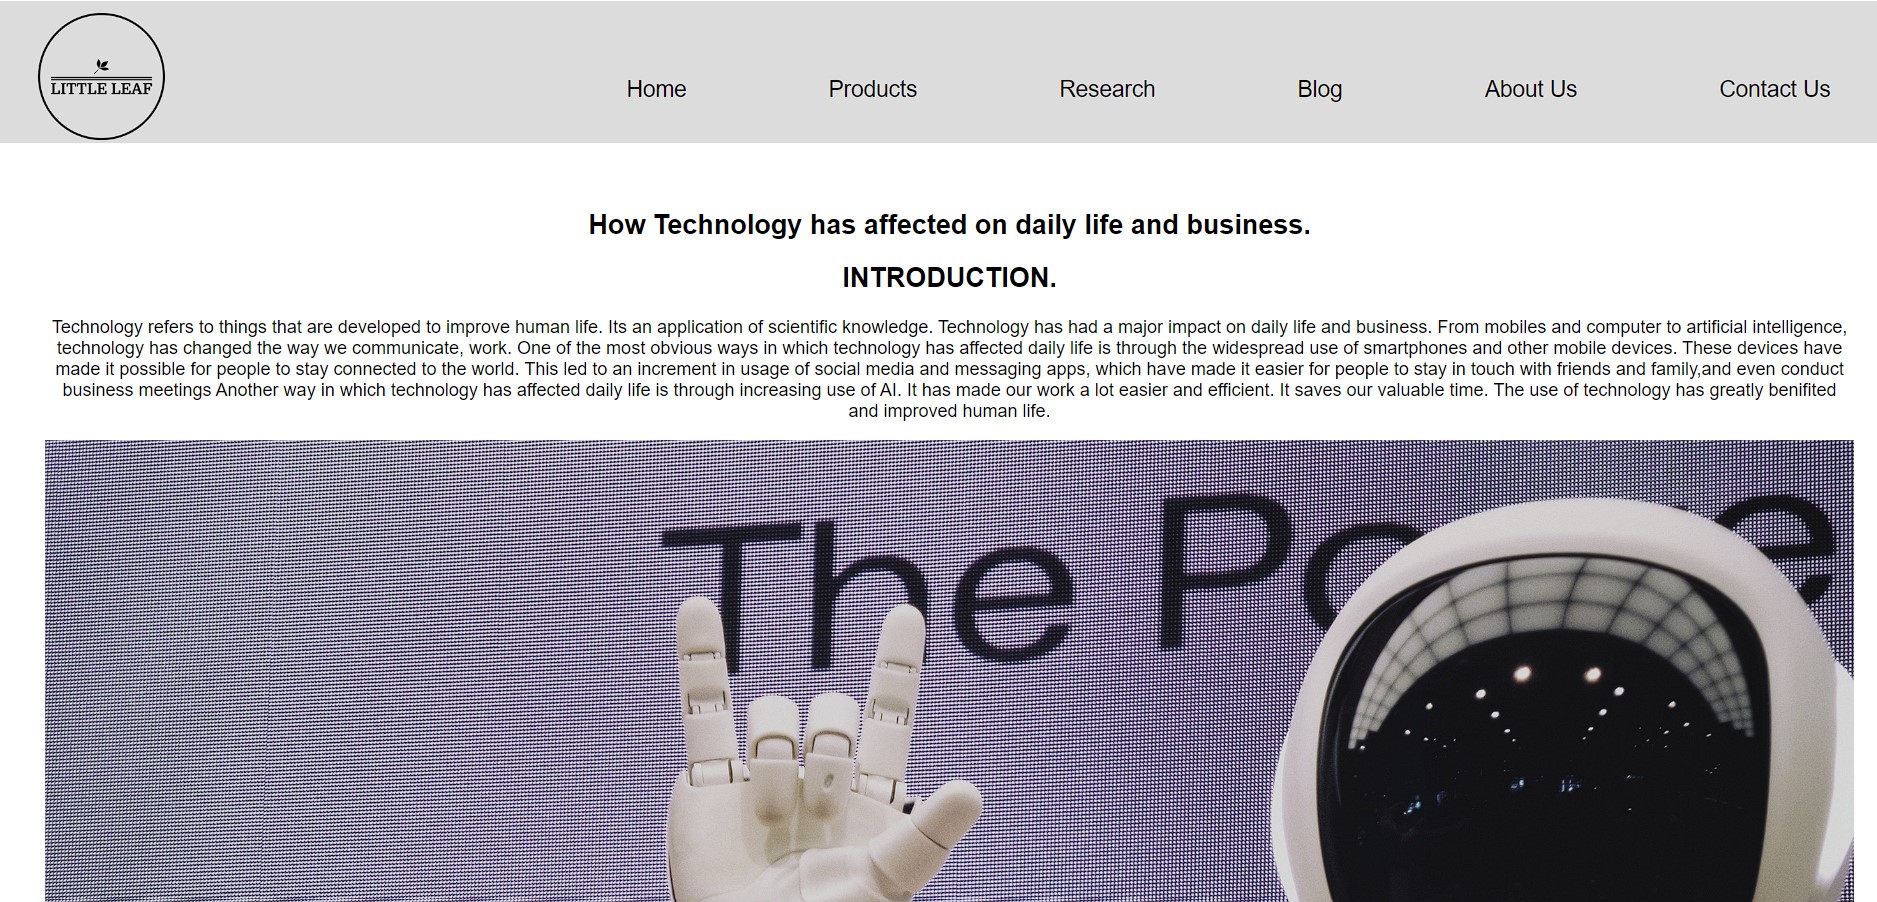 LITTLE LEAF
Home Products Research Blog About Us Contact Us
How Technology has affected on daily life and business.
INTRODUCTION.
Technology refers to things that are developed to improve human life. Its an application of scientific knowledge. Technology has had a major impact on daily life and business. From mobiles and computer to artificial intelligence,
technology has changed the way we communicate, work. One of the most obvious ways in which technology has affected daily life is through the widespread use of smartphones and other mobile devices. These devices have
made it possible for people to stay connected to the world. This led to an increment in usage of social media and messaging apps, which have made it easier for people to stay in touch with friends and family,and even conduct
business meetings Another way in which technology has affected daily life is through increasing use of AI. It has made our work a lot easier and efficient. It saves our valuable time. The use of technology has greatly benifited
and improved human life.
The